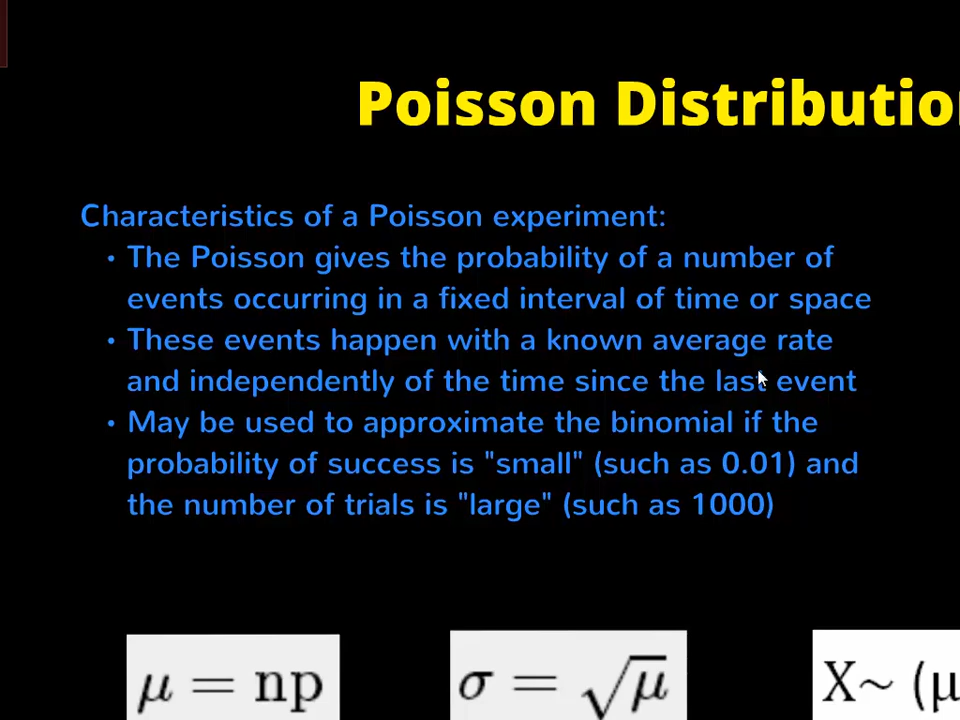 Poisson Distributio
Characteristics of a Poisson experiment:
• The Poisson gives the probability of a number of
events occurring in a fixed interval of time or space
• These events happen with a known average rate
and independently of the time since the last event
• May be used to approximate the binomial if the
probability of success is "small" (such as 0.01) and
the number of trials is "large" (such as 1000)
μ = np
σ = √μ
X~ (μ